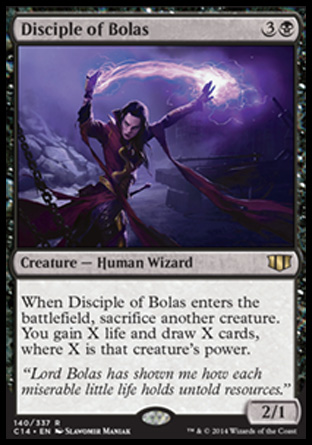 Disciple of Bolas 3
Creature — Human Wizard
When Disciple of Bolas enters the
battlefield, sacrifice another creature.
You gain X life and draw X cards,
where X is that creature's power.
"Lord Bolas has shown me how each
miserable little life holds untold resources."
140/337 R
C14 • EN Slawomir Maniak
™ & © 2014 Wizards of the Coast
2/1